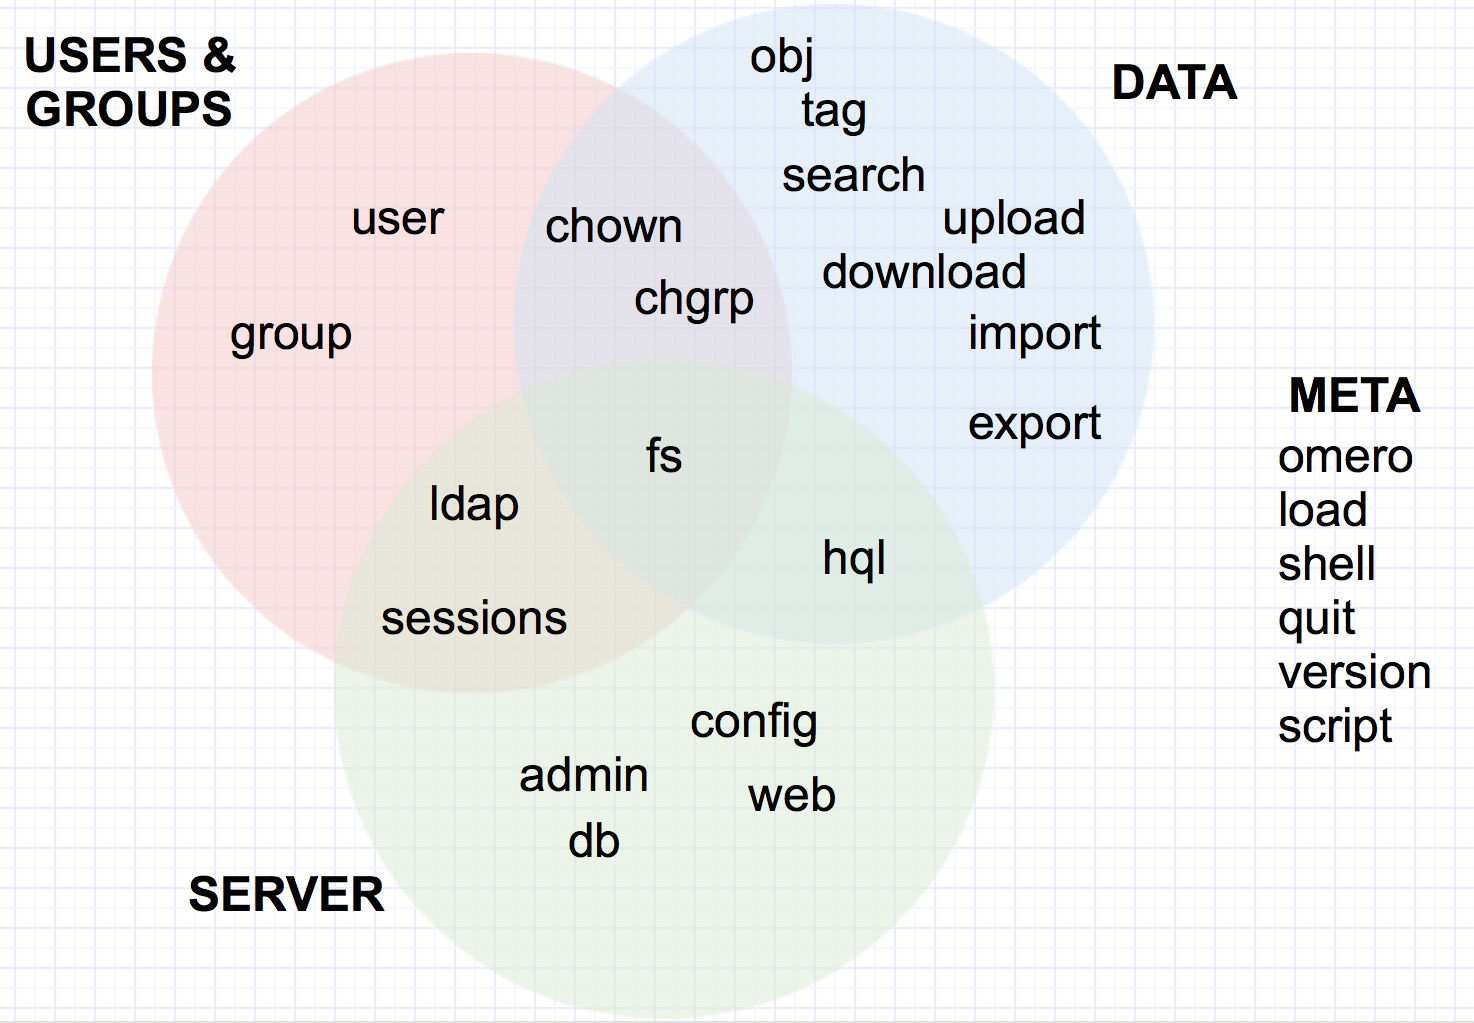 USERS &
GROUPS
DATA
obj
tag
search
upload
download
import
export
user
group
chown
chgrp
fs
ldap
sessions
hql
config
admin
web
db
SERVER
META
omero
load
shell
quit
version
script